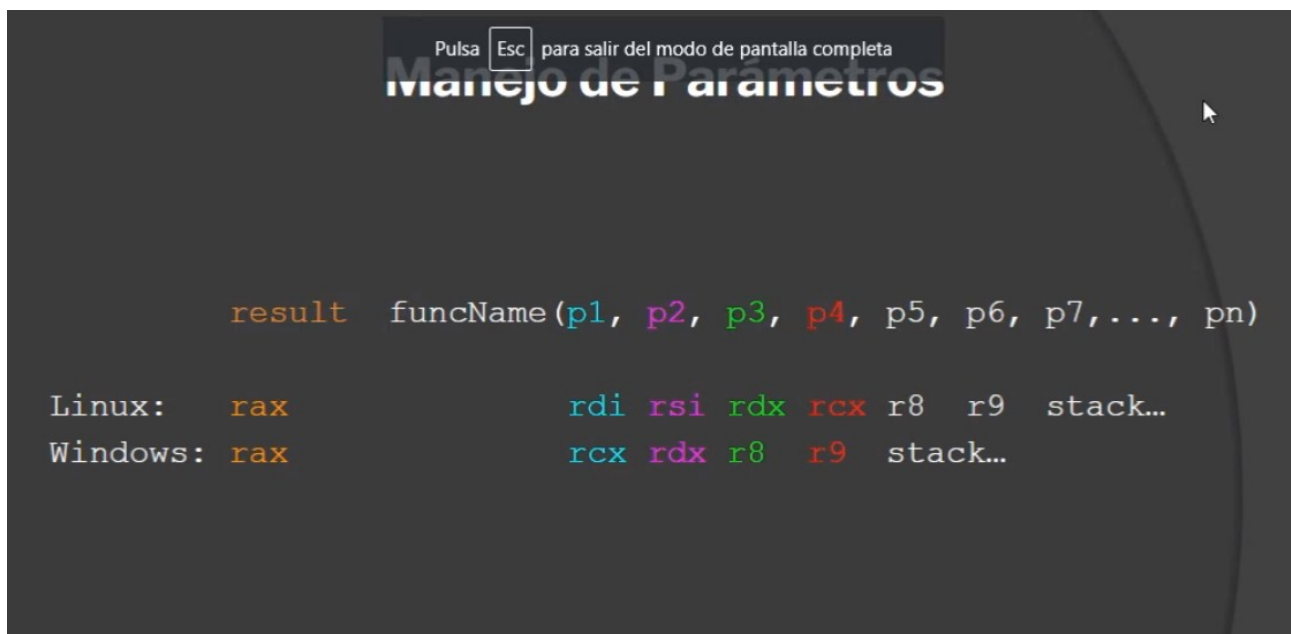 Pulsa Esc para salir del modo de pantalla completa
Manejo de Parámetros
result funcName(p1, p2, p3, p4, p5, p6, p7,..., pn)
Linux: rax rdi rsi rdx rcx r8 r9 stack…
Windows: rax rcx rdx r8 r9 stack…